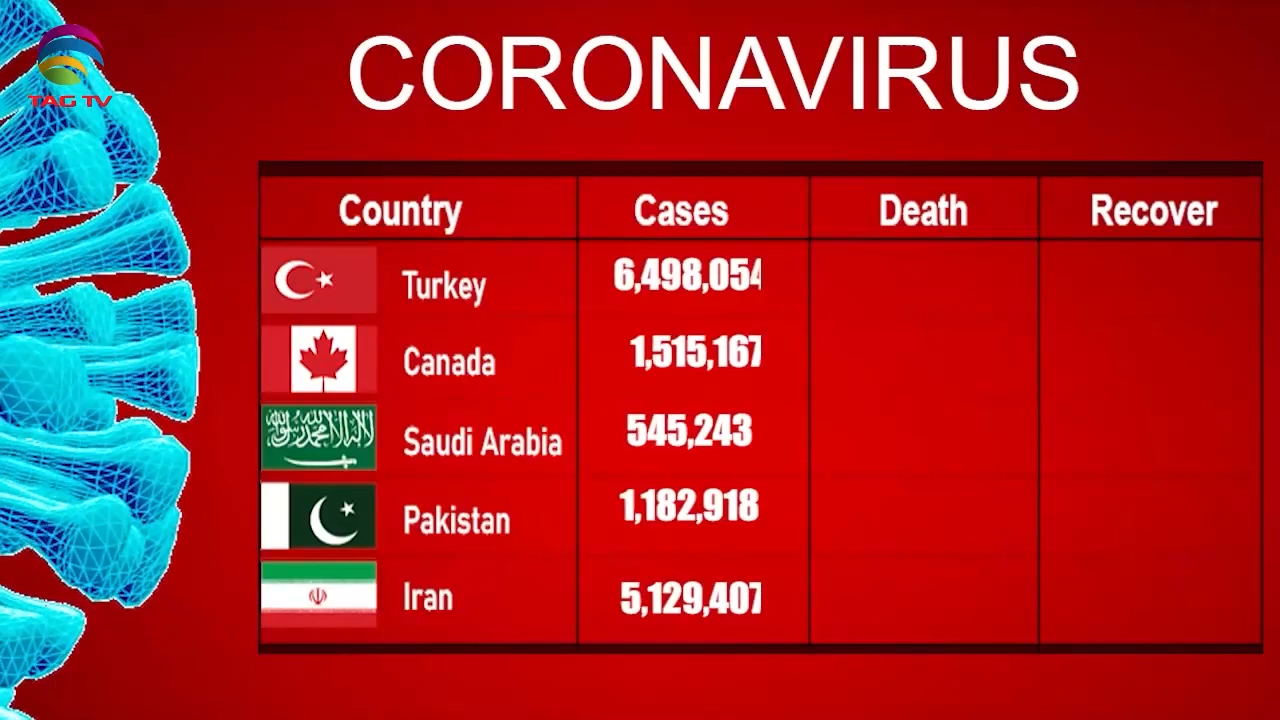 TAG TV
CORONAVIRUS
Country Cases Death Recover
Turkey 6,498,054
Canada 1,515,167
Saudi Arabia 545,243
Pakistan 1,182,918
Iran 5,129,407